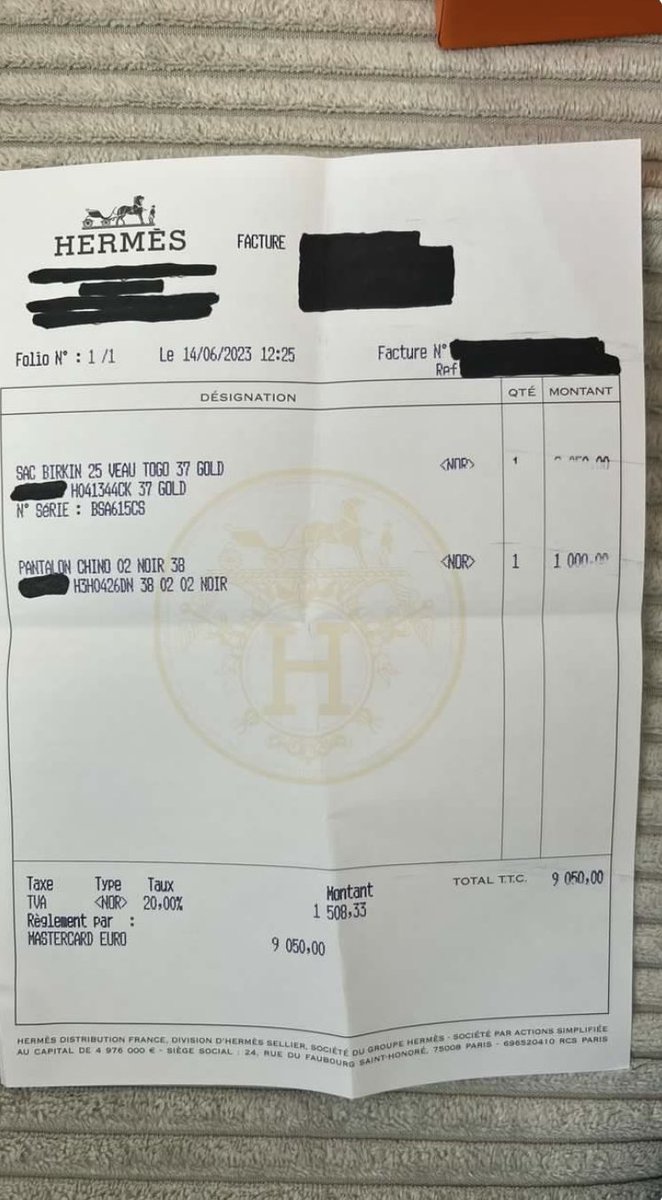 HERMÈS
FACTURE
Folio N° : 1 /1 Le 14/06/2023 12:25 Facture N°
Ref
DÉSIGNATION QTÉ MONTANT
SAC BIRKIN 25 VEAU TOGO 37 GOLD <NOR> 1
H041344CK 37 GOLD
N° SéRIE : BSA615CS
PANTALON CHINO 02 NOIR 38 <NOR> 1 1 000.00
H3H0426DN 38 02 02 NOIR
H
Taxe Type Taux Montant TOTAL T.T.C. 9 050,00
TVA <NOR> 20,00% 1 508,33
Règlement par :
MASTERCARD EURO 9 050,00
HERMÈS DISTRIBUTION FRANCE, DIVISION D'HERMÈS SELLIER, SOCIÉTÉ DU GROUPE HERMÈS - SOCIÉTÉ PAR ACTIONS SIMPLIFIÉE
AU CAPITAL DE 4 976 000 € - SIÈGE SOCIAL : 24, RUE DU FAUBOURG SAINT-HONORÉ, 75008 PARIS - 696520410 RCS PARIS